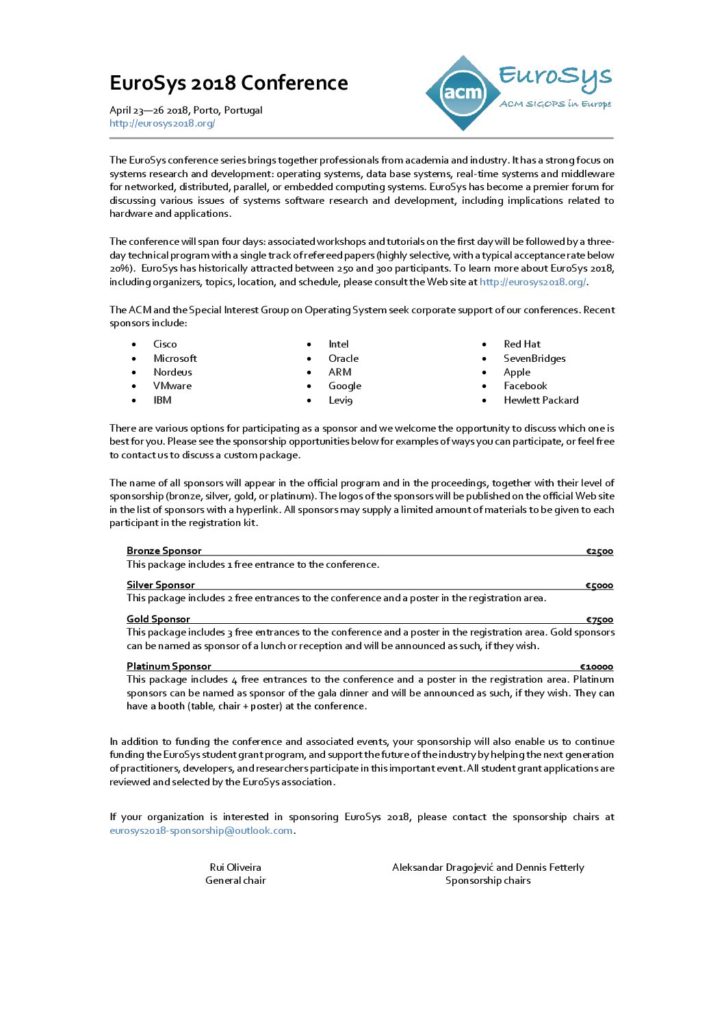 EuroSys 2018 Conference
acm
EuroSys
ACM SIGOPS in Europe
April 23—26 2018, Porto, Portugal
http://eurosys2018.org/
The EuroSys conference series brings together professionals from academia and industry. It has a strong focus on
systems research and development: operating systems, data base systems, real-time systems and middleware
for networked, distributed, parallel, or embedded computing systems. EuroSys has become a premier forum for
discussing various issues of systems software research and development, including implications related to
hardware and applications.
The conference will span four days: associated workshops and tutorials on the first day will be followed by a three-
day technical program with a single track of refereed papers (highly selective, with a typical acceptance rate below
20%). EuroSys has historically attracted between 250 and 300 participants. To learn more about EuroSys 2018,
including organizers, topics, location, and schedule, please consult the Web site at http://eurosys2018.org/.
The ACM and the Special Interest Group on Operating System seek corporate support of our conferences. Recent
sponsors include:
• Cisco
• Microsoft
• Nordeus
• VMware
• IBM
• Intel
• Oracle
• ARM
• Google
• Levi9
• Red Hat
• SevenBridges
• Apple
• Facebook
• Hewlett Packard
There are various options for participating as a sponsor and we welcome the opportunity to discuss which one is
best for you. Please see the sponsorship opportunities below for examples of ways you can participate, or feel free
to contact us to discuss a custom package.
The name of all sponsors will appear in the official program and in the proceedings, together with their level of
sponsorship (bronze, silver, gold, or platinum). The logos of the sponsors will be published on the official Web site
in the list of sponsors with a hyperlink. All sponsors may supply a limited amount of materials to be given to each
participant in the registration kit.
Bronze Sponsor €2500
This package includes 1 free entrance to the conference.
Silver Sponsor €5000
This package includes 2 free entrances to the conference and a poster in the registration area.
Gold Sponsor €7500
This package includes 3 free entrances to the conference and a poster in the registration area. Gold sponsors
can be named as sponsor of a lunch or reception and will be announced as such, if they wish.
Platinum Sponsor €10000
This package includes 4 free entrances to the conference and a poster in the registration area. Platinum
sponsors can be named as sponsor of the gala dinner and will be announced as such, if they wish. They can
have a booth (table, chair + poster) at the conference.
In addition to funding the conference and associated events, your sponsorship will also enable us to continue
funding the EuroSys student grant program, and support the future of the industry by helping the next generation
of practitioners, developers, and researchers participate in this important event. All student grant applications are
reviewed and selected by the EuroSys association.
If your organization is interested in sponsoring EuroSys 2018, please contact the sponsorship chairs at
eurosys2018-sponsorship@outlook.com.
Rui Oliveira
General chair
Aleksandar Dragojević and Dennis Fetterly
Sponsorship chairs